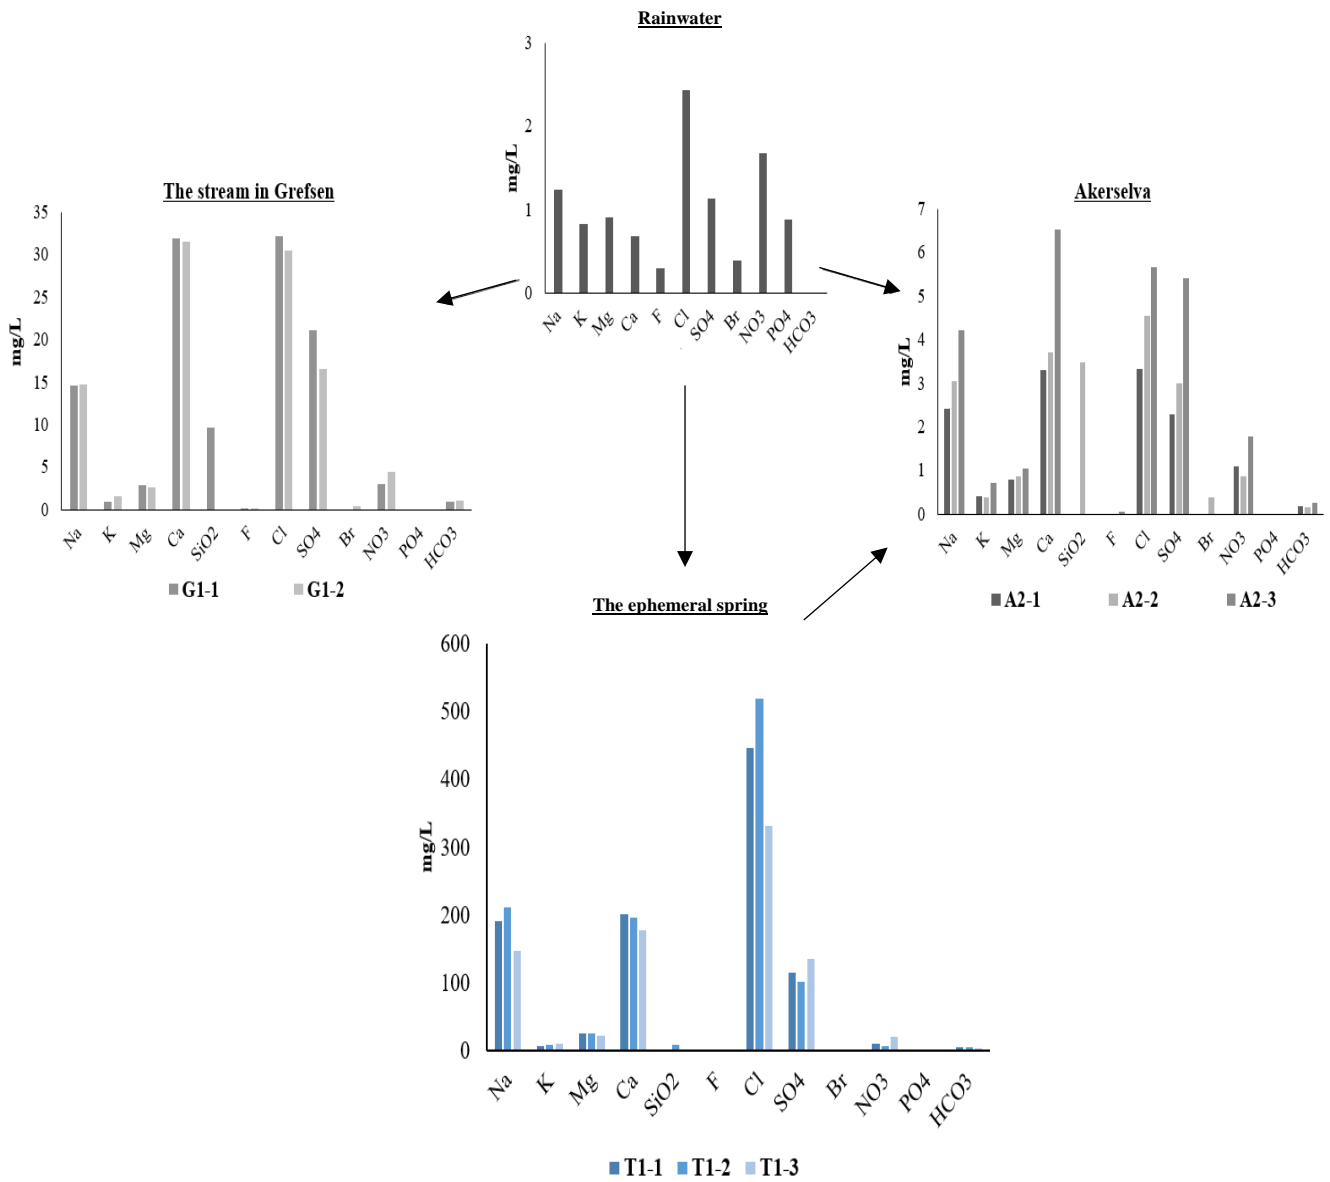 Rainwater
3
2
1
0
mg/L
Na K Mg Ca F Cl SO4 Br NO3 PO4 HCO3
The stream in Grefsen
35
30
25
20
15
10
5
0
mg/L
Na K Mg Ca SiO2 F Cl SO4 Br NO3 PO4 HCO3
G1-1 G1-2
Akerselva
7
6
5
4
3
2
1
0
mg/L
Na K Mg Ca SiO2 F Cl SO4 Br NO3 PO4 HCO3
A2-1 A2-2 A2-3
The ephemeral spring
600
500
400
300
200
100
0
mg/L
Na K Mg Ca SiO2 F Cl SO4 Br NO3 PO4 HCO3
T1-1 T1-2 T1-3